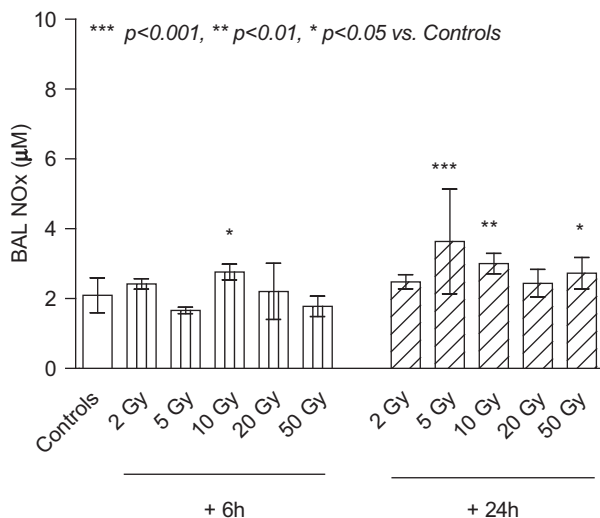 *** p<0.001, ** p<0.01, * p<0.05 vs. Controls
BAL NOx (μM)
10
8
6
4
2
0
* *** ** *
Controls 2 Gy 5 Gy 10 Gy 20 Gy 50 Gy 2 Gy 5 Gy 10 Gy 20 Gy 50 Gy
+ 6h + 24h